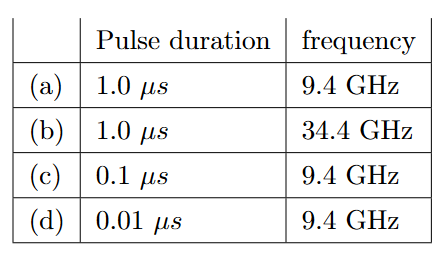 Pulse duration frequency
(a) 1.0 μs 9.4 GHz
(b) 1.0 μs 34.4 GHz
(c) 0.1 μs 9.4 GHz
(d) 0.01 μs 9.4 GHz